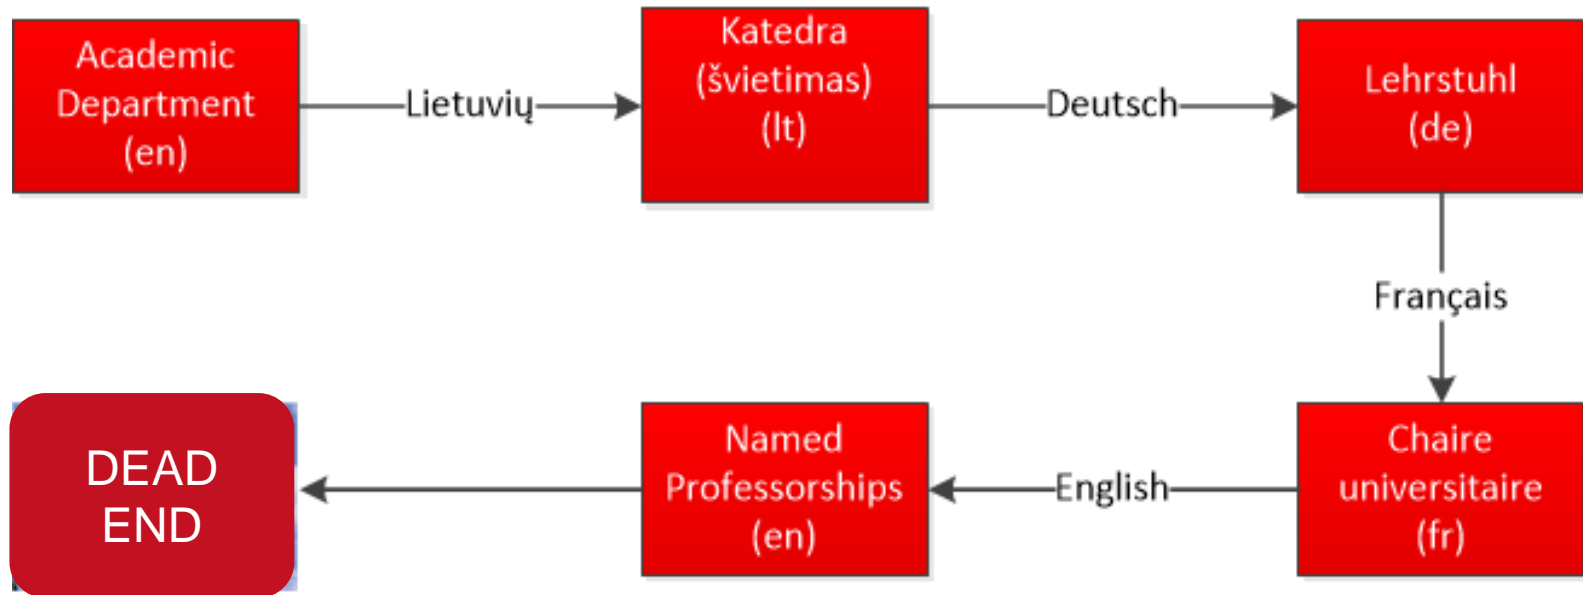 Academic
Department
(en)
Lietuvių
Katedra
(švietimas)
(lt)
Deutsch
Lehrstuhl
(de)
Français
Chaire
universitaire
(fr)
English
Named
Professorships
(en)
DEAD
END